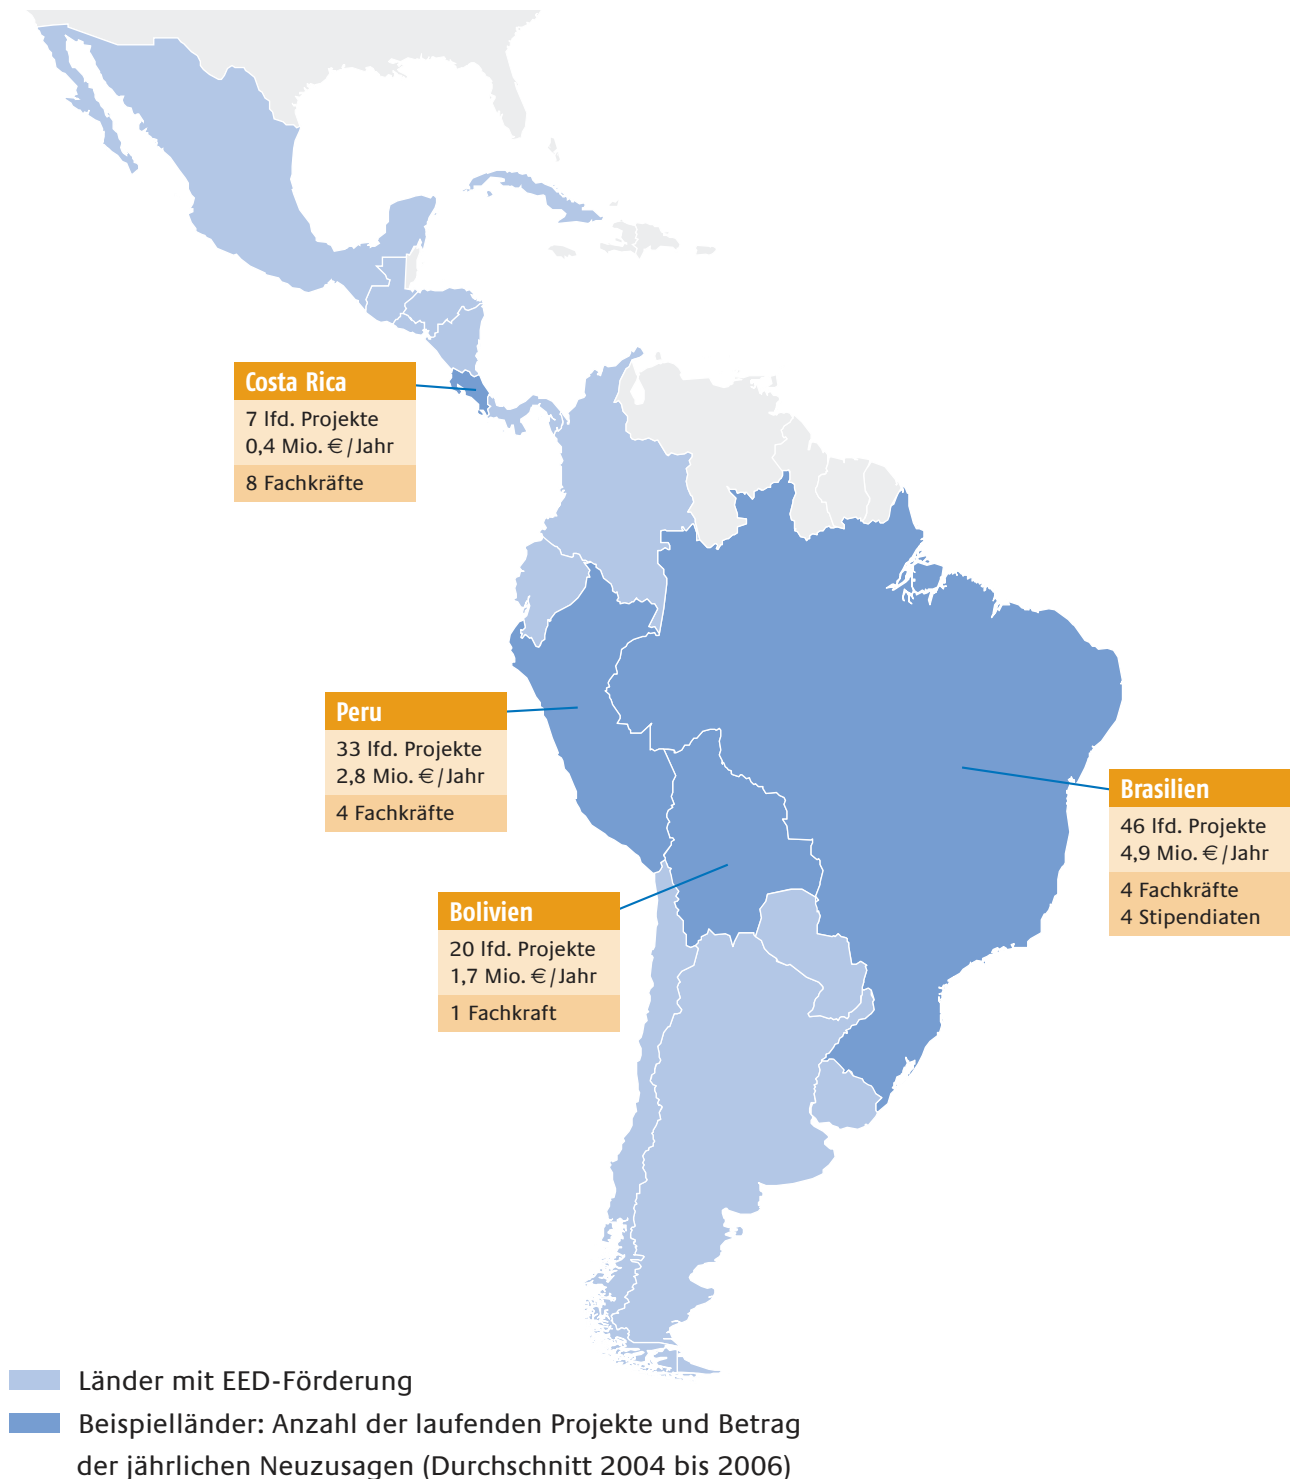 Costa Rica
7 lfd. Projekte
0,4 Mio. €/Jahr
8 Fachkräfte
Peru
33 lfd. Projekte
2,8 Mio. €/Jahr
4 Fachkräfte
Brasilien
46 lfd. Projekte
4,9 Mio. €/Jahr
4 Fachkräfte
4 Stipendiaten
Bolivien
20 lfd. Projekte
1,7 Mio. €/Jahr
1 Fachkraft
Länder mit EED-Förderung
Beispielländer: Anzahl der laufenden Projekte und Betrag
der jährlichen Neuzusagen (Durchschnitt 2004 bis 2006)